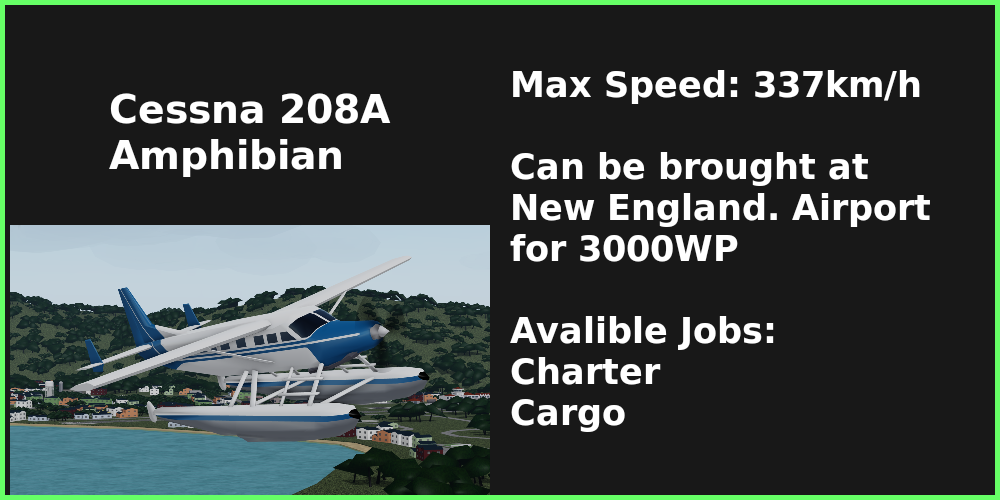 Cessna 208A
Amphibian
Max Speed: 337km/h
Can be brought at
New England. Airport
for 3000WP
Avalible Jobs:
Charter
Cargo